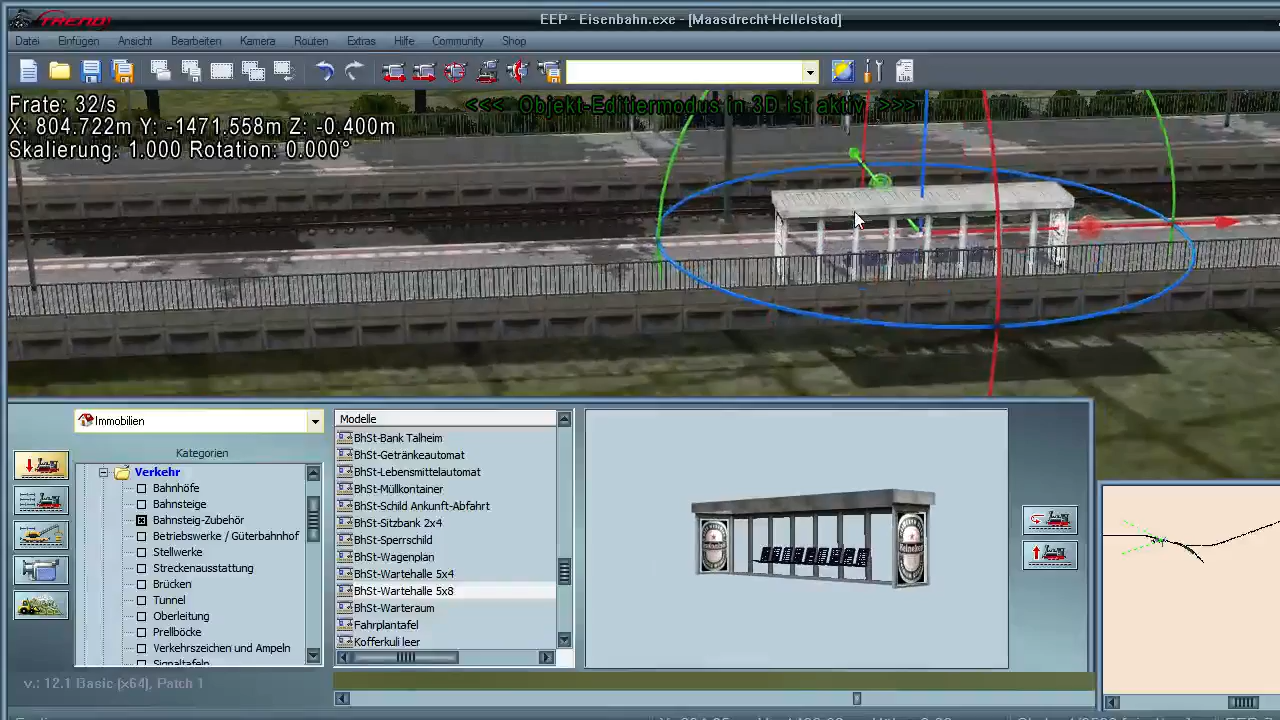 TREND
EEP - Eisenbahn.exe - [Maasdrecht-Hellelstad]
Datei Einfügen Ansicht Bearbeiten Kamera Routen Extras Hilfe Community Shop
LUA
Frate: 32/s
<<< Objekt-Editiermodus in 3D ist aktiv >>>
X: 804.722m Y: -1471.558m Z: -0.400m
Skalierung: 1.000 Rotation: 0.000°
Immobilien
Kategorien
Verkehr
Bahnhöfe
Bahnsteige
Bahnsteig-Zubehör
Betriebswerke / Güterbahnhof
Stellwerke
Streckenausstattung
Brücken
Tunnel
Oberleitung
Prellböcke
Verkehrszeichen und Ampeln
Signaltafeln
Modelle
BhSt-Bank Talheim
BhSt-Getränkeautomat
BhSt-Lebensmittelautomat
BhSt-Müllkontainer
BhSt-Schild Ankunft-Abfahrt
BhSt-Sitzbank 2x4
BhSt-Sperrschild
BhSt-Wagenplan
BhSt-Wartehalle 5x4
BhSt-Wartehalle 5x8
BhSt-Warteraum
Fahrplantafel
Kofferkuli leer
Heineken
v.: 12.1 Basic (x64), Patch 1